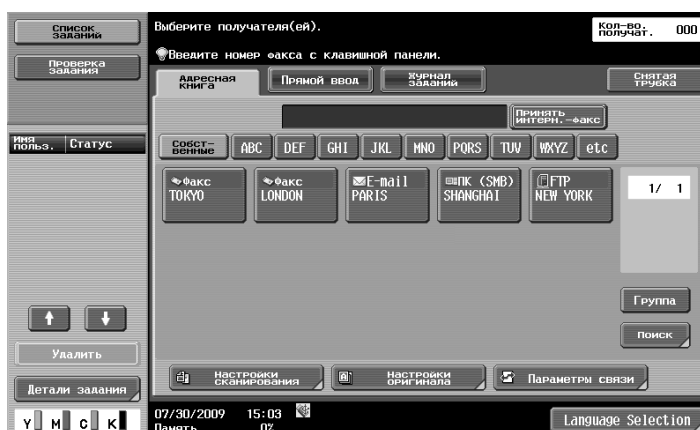 Список
заданий
Проверка
задания
Имя
польз.
Статус
Удалить
Детали задания
Y M C K
Выберите получателя(ей).
Кол-во.
получат. 000
Введите номер факса с клавишной панели.
Адресная
книга
Прямой ввод
Журнал
заданий
Снятая
трубка
Принять
интерн.-факс
Собст-
венные
ABC DEF GHI JKL MNO PQRS TUV WXYZ etc
Факс
TOKYO
Факс
LONDON
E-mail
PARIS
ПК (SMB)
SHANGHAI
FTP
NEW YORK
1/ 1
Группа
Поиск
Настройки
сканирования
Настройки
оригинала
Параметры связи
07/30/2009 15:03
Память 0%
Language Selection